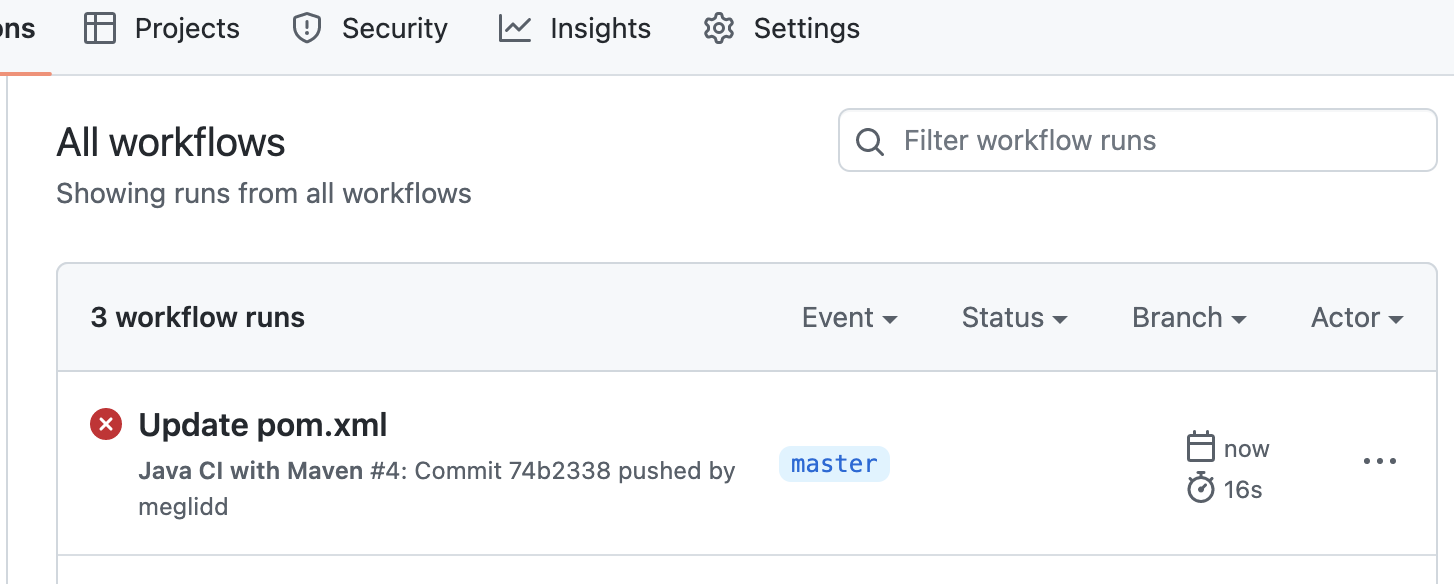 ons Projects Security Insights Settings
All workflows
Filter workflow runs
Showing runs from all workflows
3 workflow runs Event Status Branch Actor
Update pom.xml
Java CI with Maven #4: Commit 74b2338 pushed by
meglidd
master
now
16s